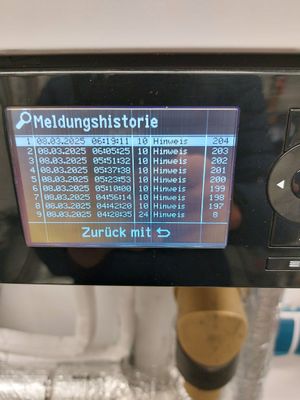 Meldungshistorie
1 08.03.2025 06:19:11 10 Hinweis 204
2 08.03.2025 06:05:25 10 Hinweis 203
3 08.03.2025 05:51:32 10 Hinweis 202
4 08.03.2025 05:37:38 10 Hinweis 201
5 08.03.2025 05:23:53 10 Hinweis 200
6 08.03.2025 05:10:00 10 Hinweis 199
7 08.03.2025 04:56:14 10 Hinweis 198
8 08.03.2025 04:42:20 10 Hinweis 197
9 08.03.2025 04:28:35 24 Hinweis 8
Zurück mit